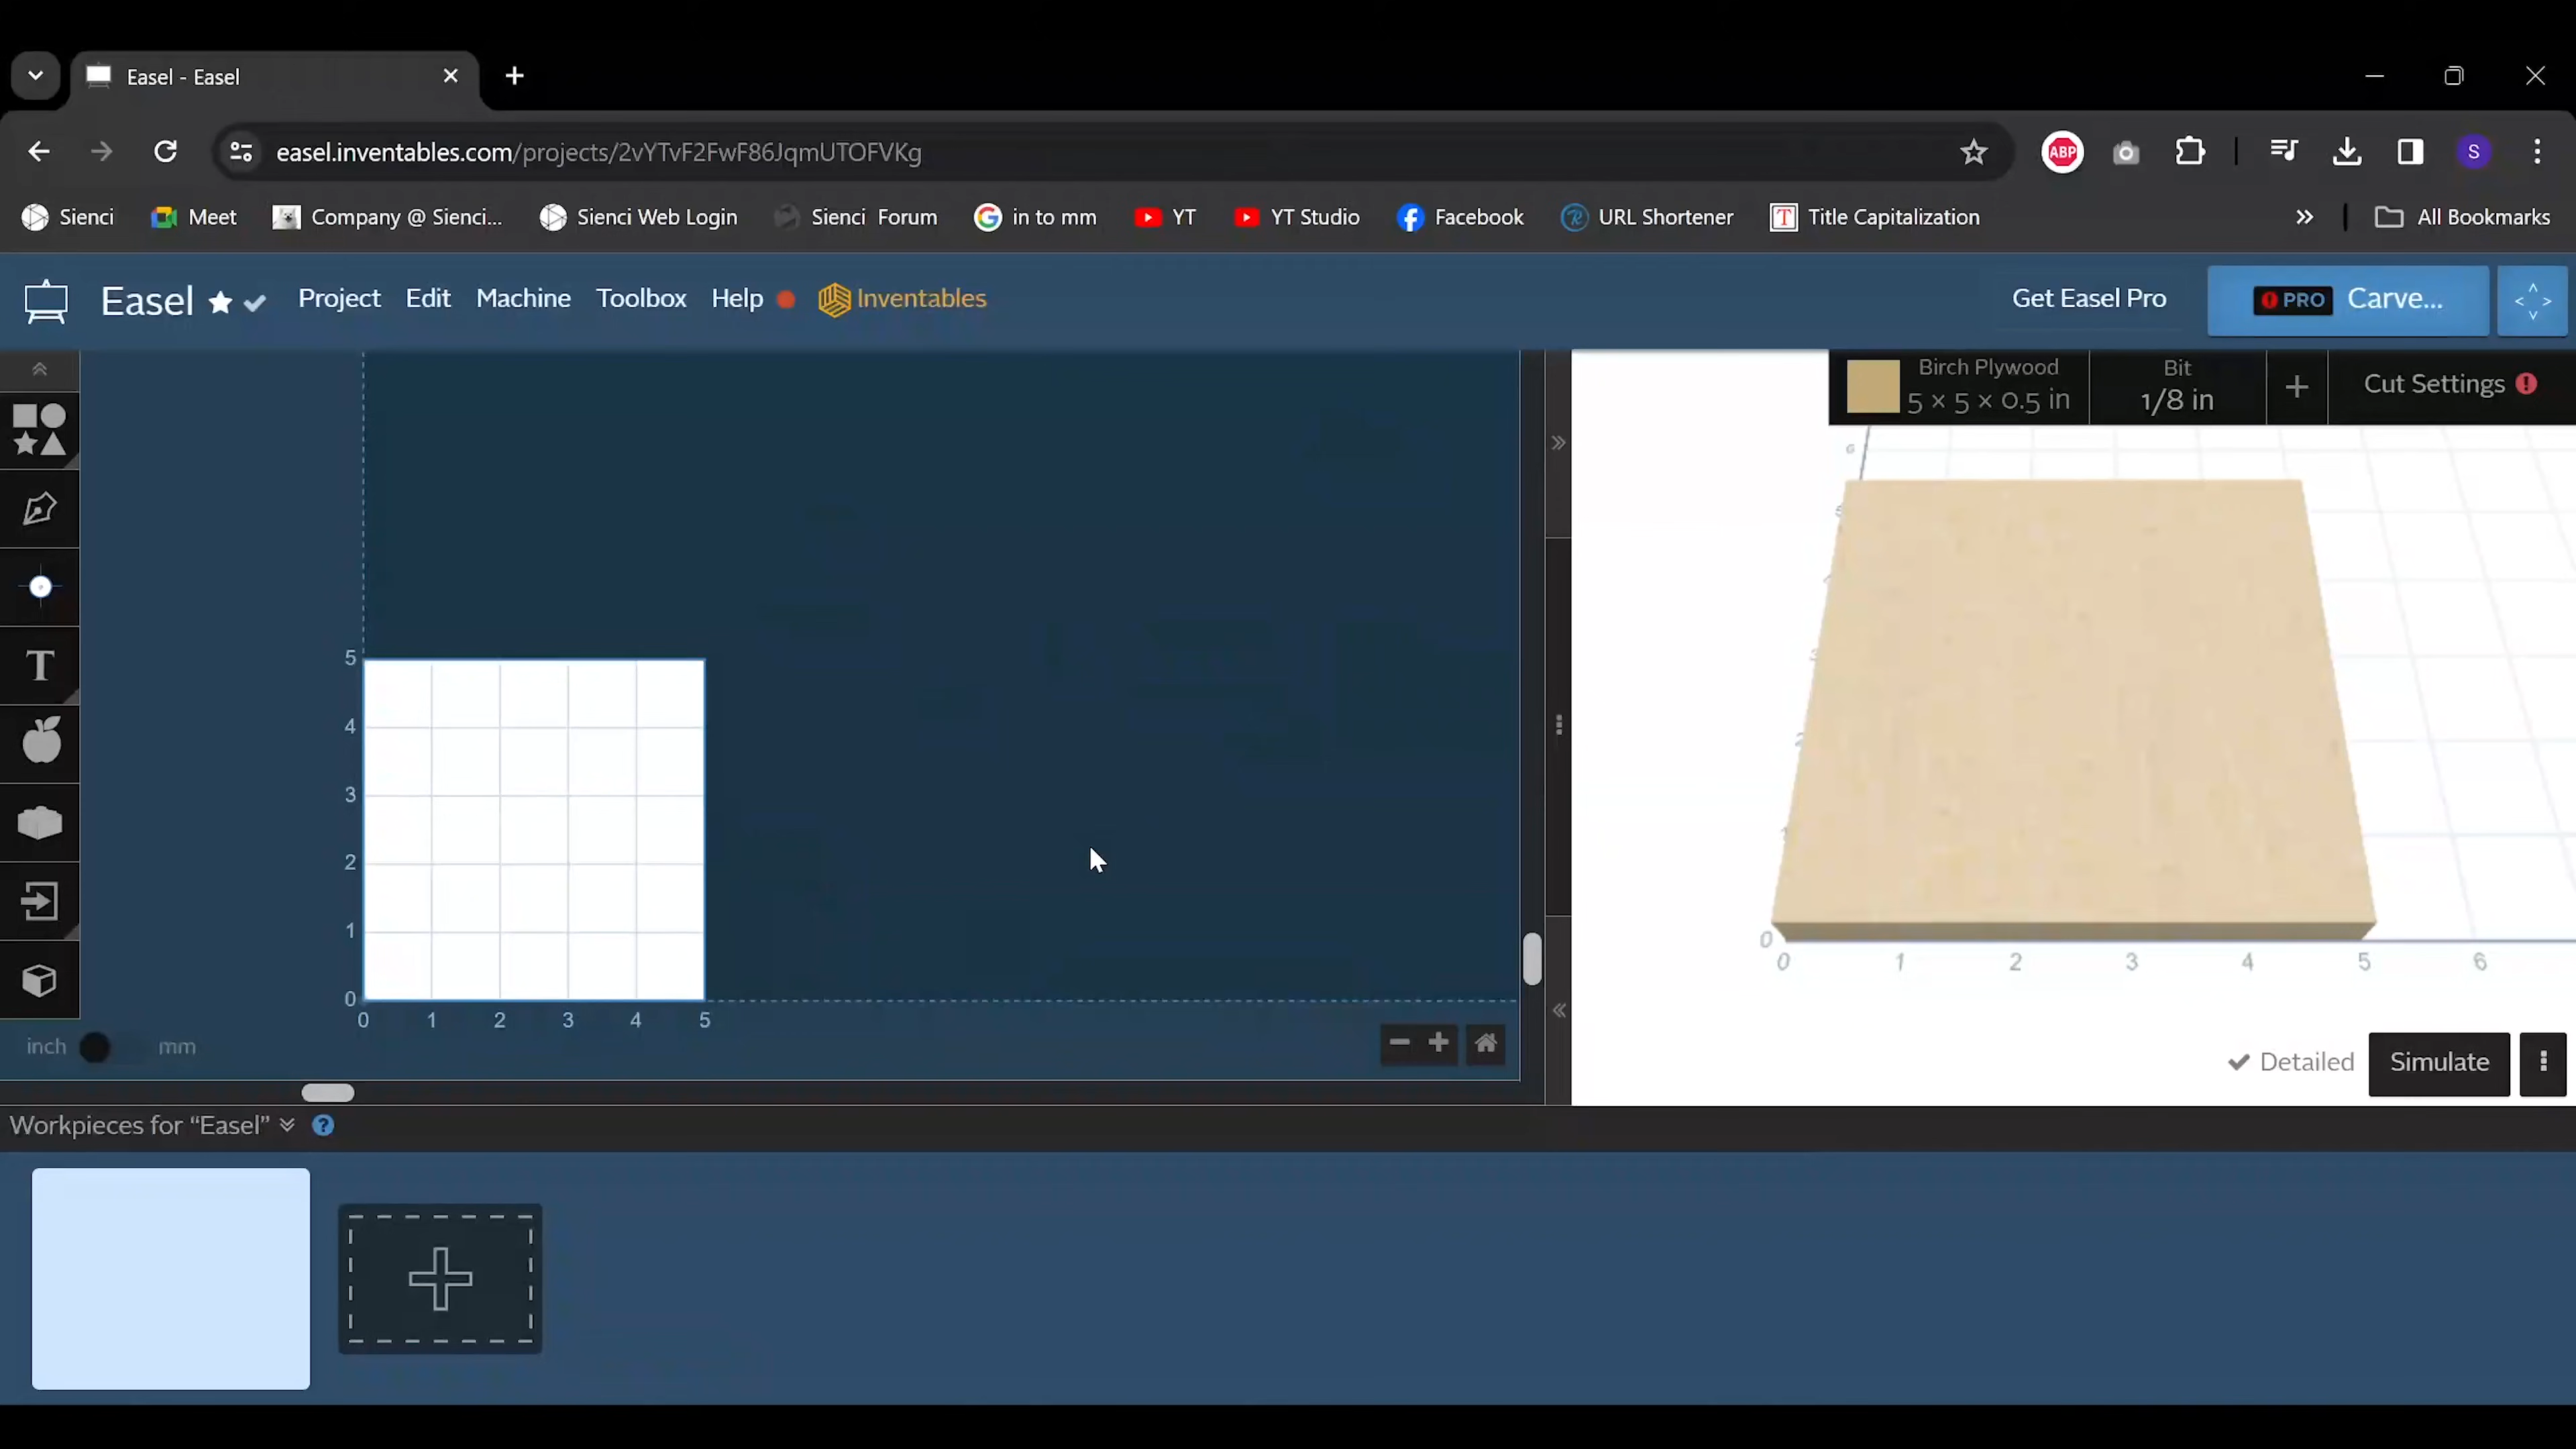 Easel - Easel
easel.inventables.com/projects/2vYTvF2FwF86JqmUTOFVKg
ABP
S
Sienci
Meet
Company @ Sienci...
Sienci Web Login
Sienci Forum
in to mm
YT
YT Studio
Facebook
URL Shortener
Title Capitalization
All Bookmarks
Easel
Project
Edit
Machine
Toolbox
Help
Inventables
Get Easel Pro
PRO
Carve...
Birch Plywood
5 × 5 × 0.5 in
Bit
1/8 in
Cut Settings
T
5
4
3
2
1
0
0 1 2 3 4 5
6
5
0
0 1 2 3 4 5 6
inch
mm
Detailed
Simulate
Workpieces for “Easel”